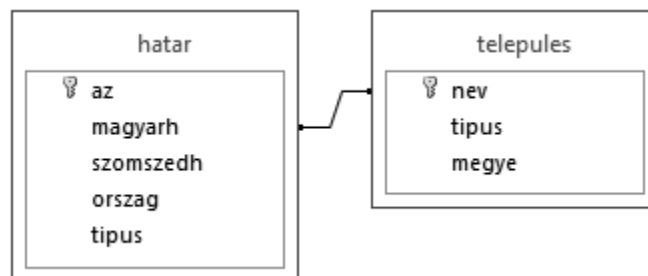 hatar
az
magyarh
szomszedh
orszag
tipus
telepules
nev
tipus
megye